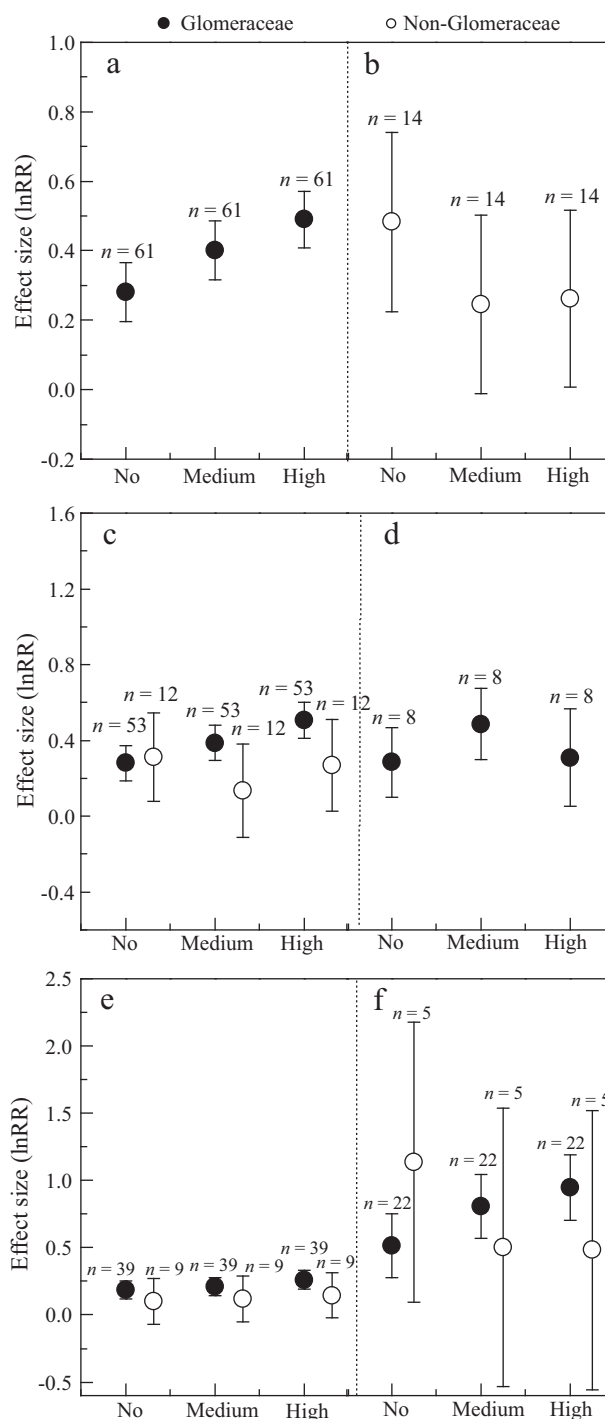 Glomeraceae Non-Glomeraceae
1.0
a b
n = 14
0.8
n = 61
0.6
n = 61
n = 14 n = 14
0.4
n = 61
0.2
0.0
-0.2
Effect size (lnRR)
No Medium High No Medium High
1.6
c d
1.2
0.8
n = 12 n = 53 n = 8
n = 53 n = 53 n = 12 n = 8 n = 8
n = 12
0.4
0.0
-0.4
Effect size (lnRR)
No Medium High No Medium High
2.5
e f
n = 5
2.0
n = 5 n = 5
1.5
n = 22 n = 22
1.0
n = 22
0.5
n = 39
n = 39 n = 9 n = 39 n = 9 n = 9
0.0
-0.5
Effect size (lnRR)
No Medium High No Medium High